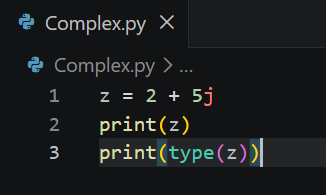 Complex.py ×
Complex.py > ...
1 z = 2 + 5j
2 print(z)
3 print(type(z))